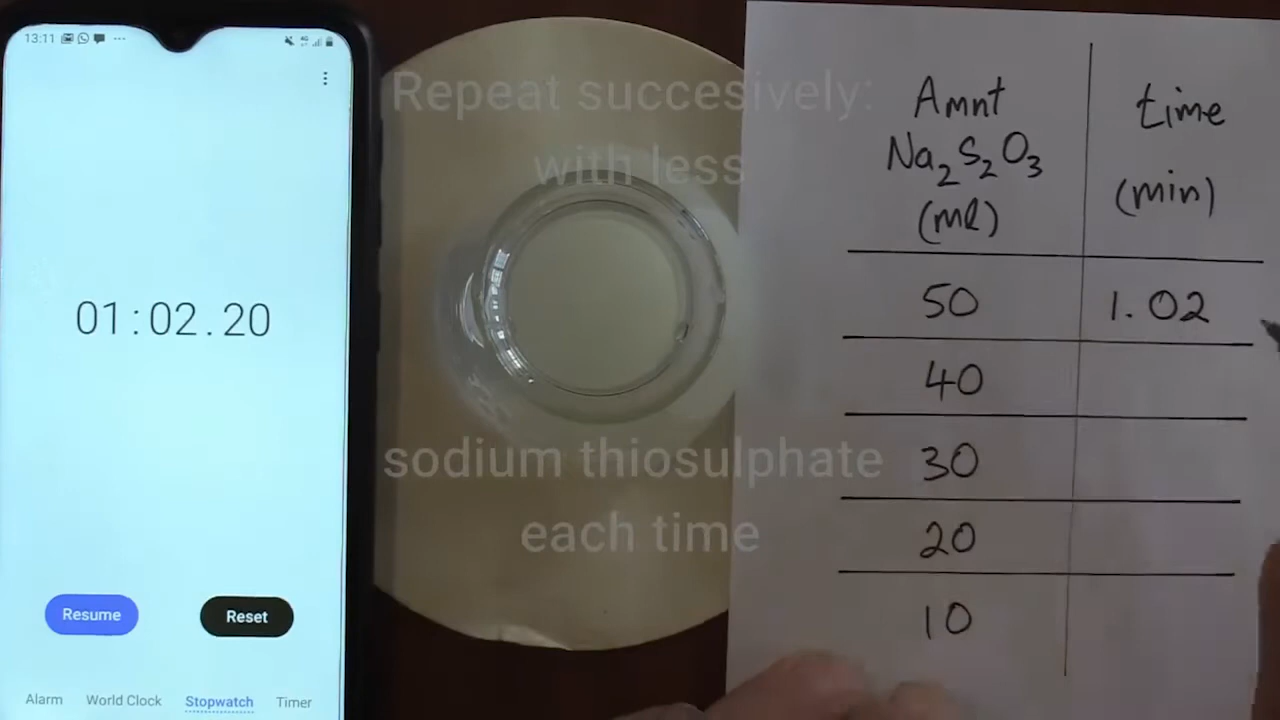 13:11
01:02.20
Resume Reset
Alarm World Clock Stopwatch Timer
Repeat succesively:
with less
sodium thiosulphate
each time
Amnt time
Na₂S₂O₃ (min)
(ml)
50 1.02
40
30
20
10